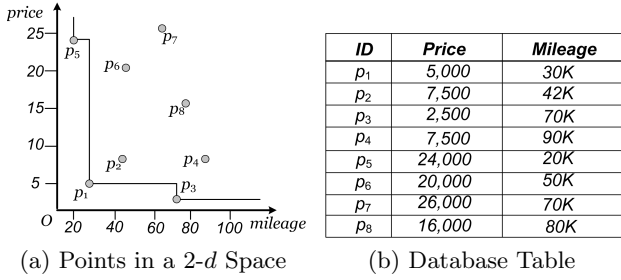 price
25
20
15
10
5
p5
p6
p7
p8
p2
p4
p1
p3
O 20 40 60 80 100 mileage
(a) Points in a 2-d Space
ID Price Mileage
p1 5,000 30K
p2 7,500 42K
p3 2,500 70K
p4 7,500 90K
p5 24,000 20K
p6 20,000 50K
p7 26,000 70K
p8 16,000 80K
(b) Database Table